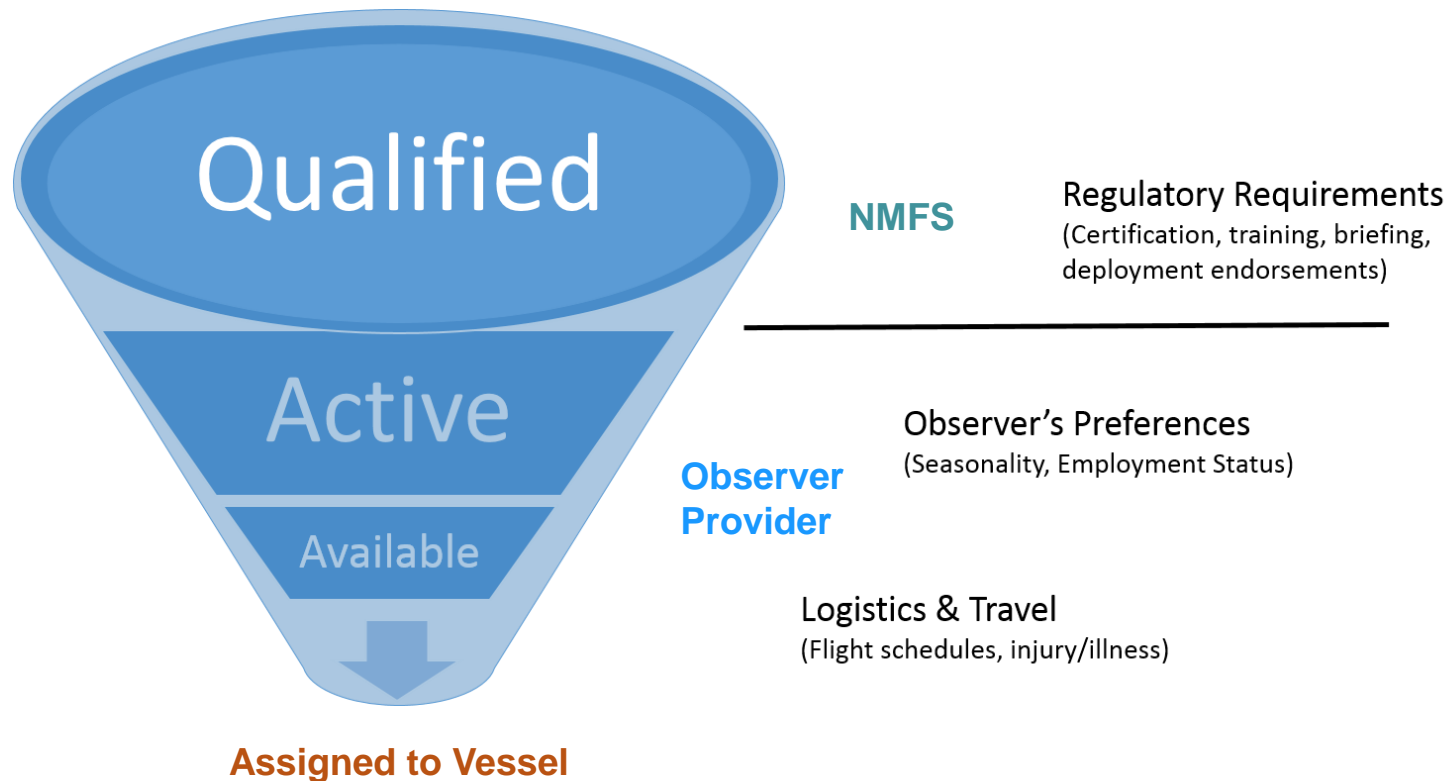 Qualified
NMFS
Regulatory Requirements
(Certification, training, briefing,
deployment endorsements)
Active
Observer’s Preferences
(Seasonality, Employment Status)
Observer
Provider
Available
Logistics & Travel
(Flight schedules, injury/illness)
Assigned to Vessel